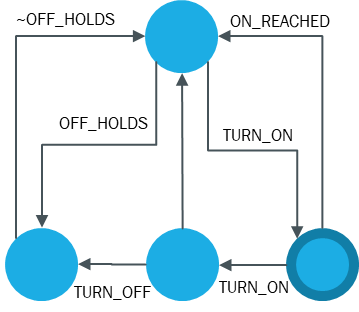 ~OFF_HOLDS
ON_REACHED
OFF_HOLDS
TURN_ON
TURN_OFF
TURN_ON